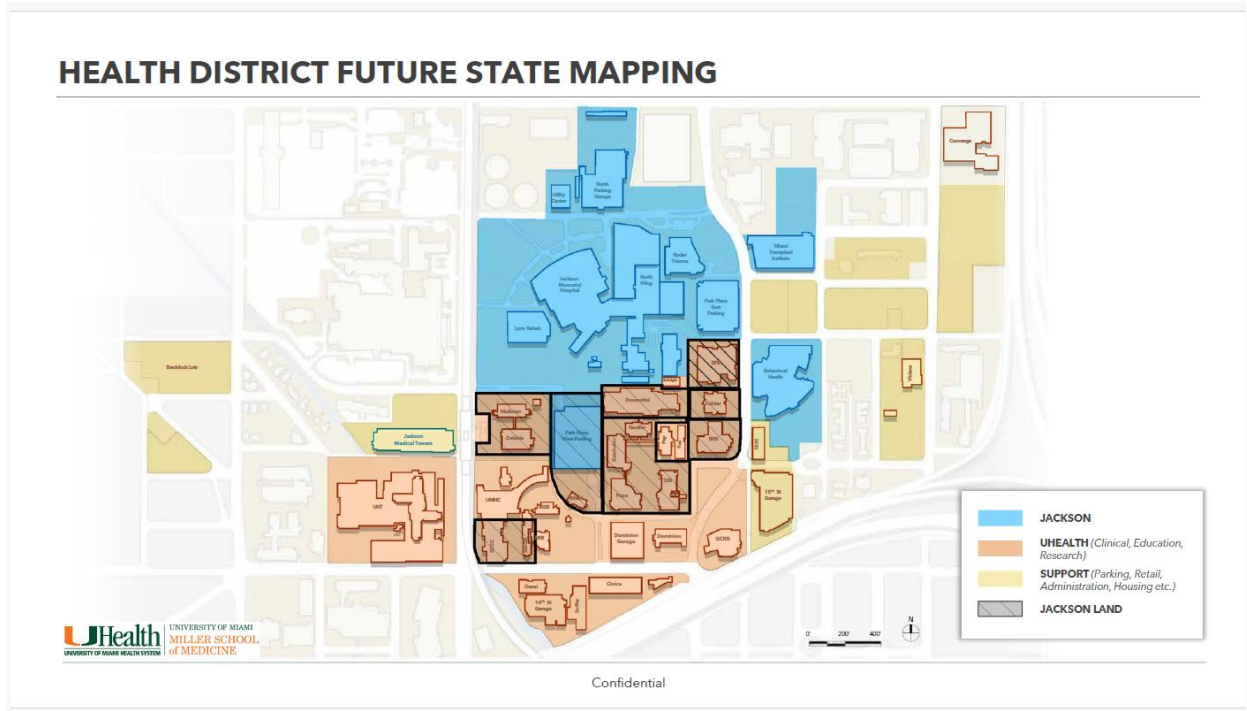 HEALTH DISTRICT FUTURE STATE MAPPING
Converge
North
Parking
Garage
Utility
Center
Miami
Transplant
Institute
Ryder
Trauma
Jackson
Memorial
Hospital
North
Wing
Park Plaza
East
Parking
Lynn Rehab
Behavioral
Health
Braddock Lots
Rosenstiel
Park Plaza
West Parking
Jackson
Medical Towers
UHT
UMHC
Dominion
Garage
Dominion
15th St
Garage
14th St
Garage
Civica
JACKSON
UHEALTH (Clinical, Education,
Research)
SUPPORT (Parking, Retail,
Administration, Housing etc.)
JACKSON LAND
N
0' 200' 400'
UHealth
UNIVERSITY OF MIAMI HEALTH SYSTEM
UNIVERSITY OF MIAMI
MILLER SCHOOL
of MEDICINE
Confidential